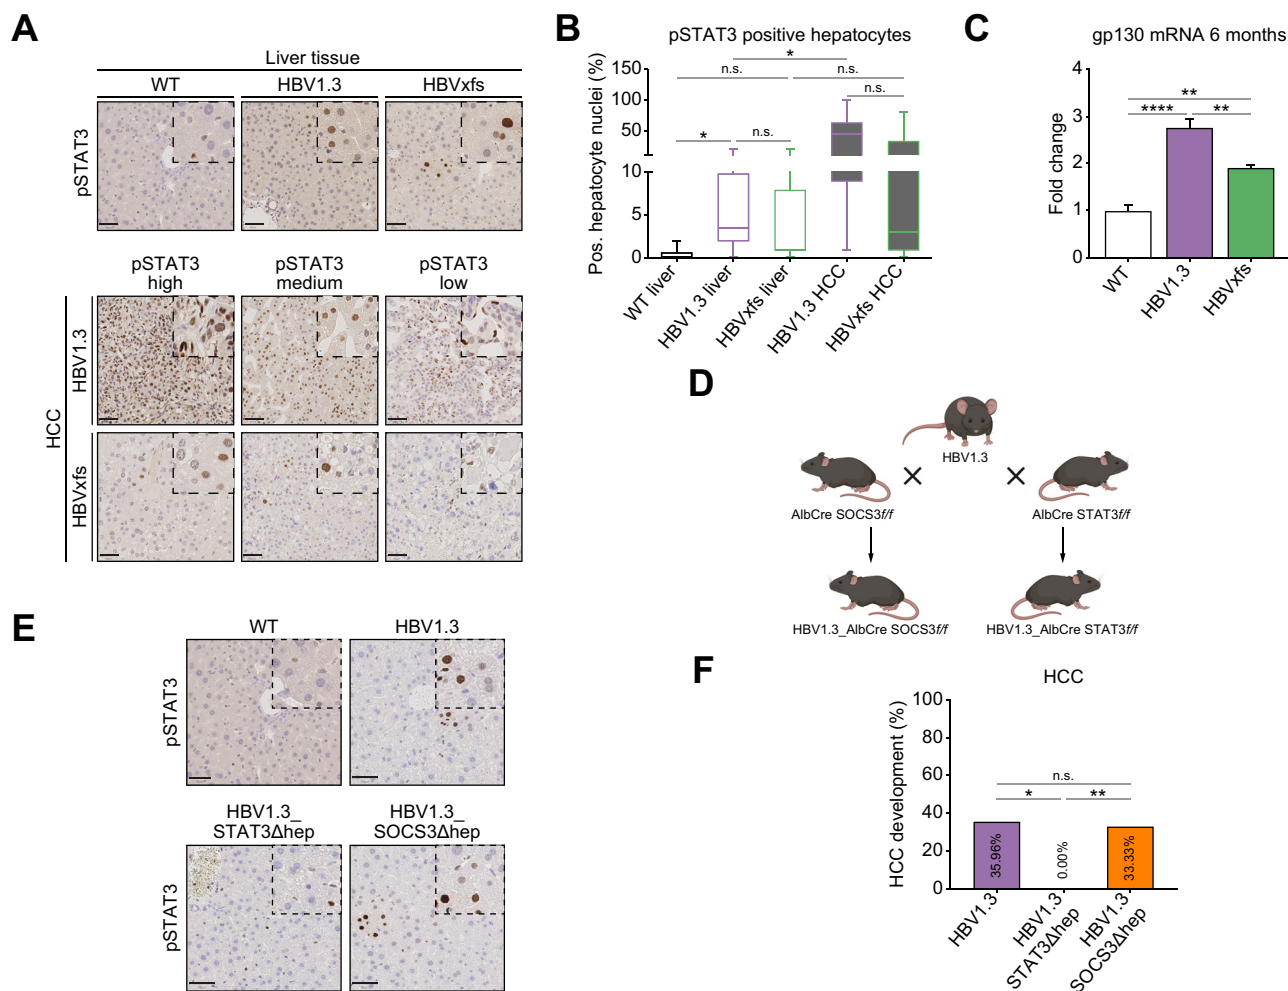 A
Liver tissue
WT
HBV1.3
HBVxfs
pSTAT3
pSTAT3
high
pSTAT3
medium
pSTAT3
low
HCC
HBV1.3
HBVxfs
B
pSTAT3 positive hepatocytes
Pos. hepatocyte nuclei (%)
150
100
50
10
5
0
*
n.s.
n.s.
n.s.
*
n.s.
WT liver
HBV1.3 liver
HBVxfs liver
HBV1.3 HCC
HBVxfs HCC
C
gp130 mRNA 6 months
Fold change
4
3
2
1
0
**
****
**
WT
HBV1.3
HBVxfs
D
HBV1.3
AlbCre SOCS3f/f
AlbCre STAT3f/f
HBV1.3_AlbCre SOCS3f/f
HBV1.3_AlbCre STAT3f/f
E
WT
HBV1.3
pSTAT3
HBV1.3_
STAT3Δhep
HBV1.3_
SOCS3Δhep
pSTAT3
F
HCC
HCC development (%)
100
80
60
40
20
0
n.s.
*
**
35.96%
0.00%
33.33%
HBV1.3
HBV1.3
STAT3Δhep
HBV1.3
SOCS3Δhep